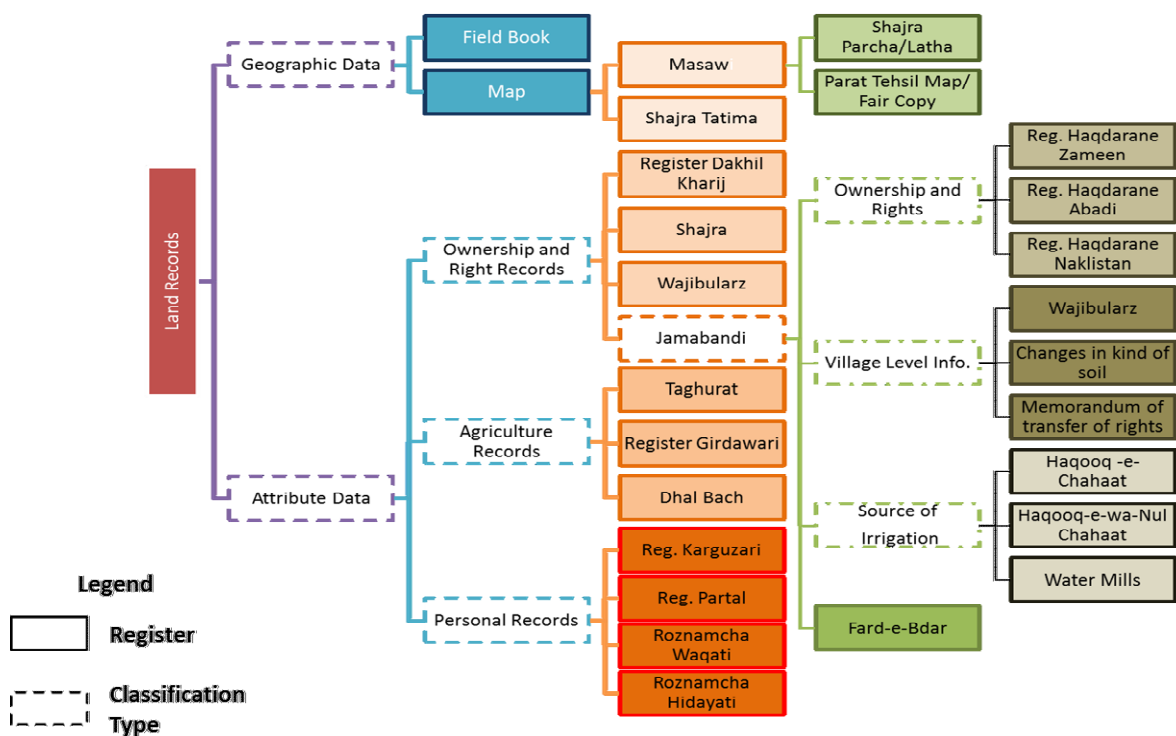 Land Records
Geographic Data
Attribute Data
Field Book
Map
Ownership and
Right Records
Agriculture
Records
Personal Records
Masaw
Shajra Tatima
Register Dakhil
Kharij
Shajra
Wajibularz
Jamabandi
Taghurat
Register Girdawari
Dhal Bach
Reg. Karguzari
Reg. Partal
Roznamcha
Waqati
Roznamcha
Hidayati
Shajra
Parcha/Latha
Parat Tehsil Map/
Fair Copy
Ownership and
Rights
Village Level Info.
Source of
Irrigation
Fard-e-Bdar
Reg. Haqdarane
Zameen
Reg. Haqdarane
Abadi
Reg. Haqdarane
Naklistan
Wajibularz
Changes in kind of
soil
Memorandum of
transfer of rights
Haqooq -e-
Chahaat
Haqooq-e-wa-Nul
Chahaat
Water Mills
Legend
Register
Classification
Type